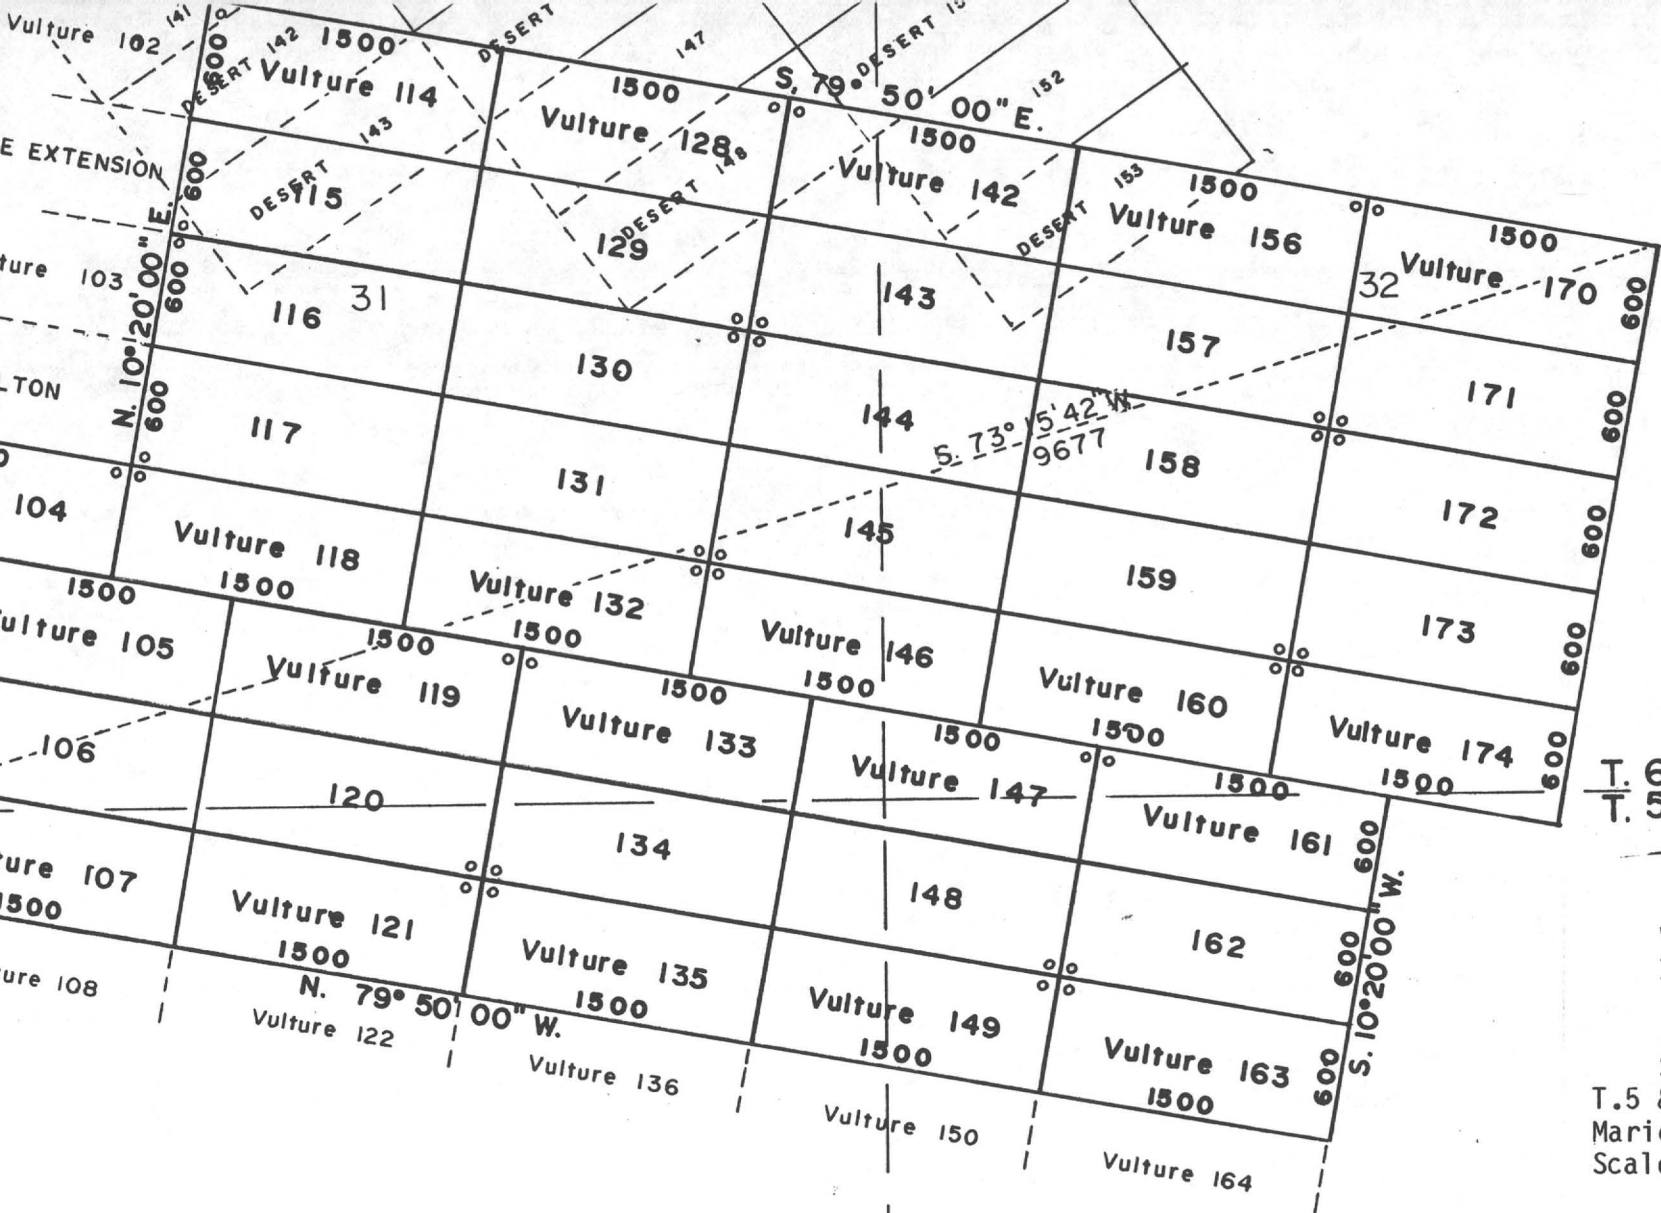 Vulture 102
141
600
142
1500
DESERT
DESERT
Vulture 114
147
DESERT 15
1500
S. 79° 50' 00" E.
152
Vulture 128
148
1500
143
E EXTENSION
600
DESERT
115
DESERT
129
Vulture 142
153
1500
DESERT
Vulture 156
1500
Vulture 170
600
32
ture 103
600
N. 10° 20' 00" E.
116
31
130
143
157
171
600
LTON
600
117
131
144
S. 73° 15' 42" W.
9677
158
172
600
104
Vulture 118
1500
1500
Vulture 132
1500
145
159
173
600
ulture 105
1500
Vulture 119
Vulture 146
1500
1500
Vulture 160
1500
Vulture 174
1500
600
106
120
Vulture 133
1500
Vulture 147
1500
Vulture 161
600
T. 6
T. 5
ture 107
1500
Vulture 121
1500
134
148
162
600
S. 10° 20' 00" W.
ure 108
N. 79° 50' 00" W.
Vulture 122
Vulture 135
1500
Vulture 149
1500
Vulture 163
1500
600
Vulture 136
Vulture 150
Vulture 164
T.5 &
Mari
Scale